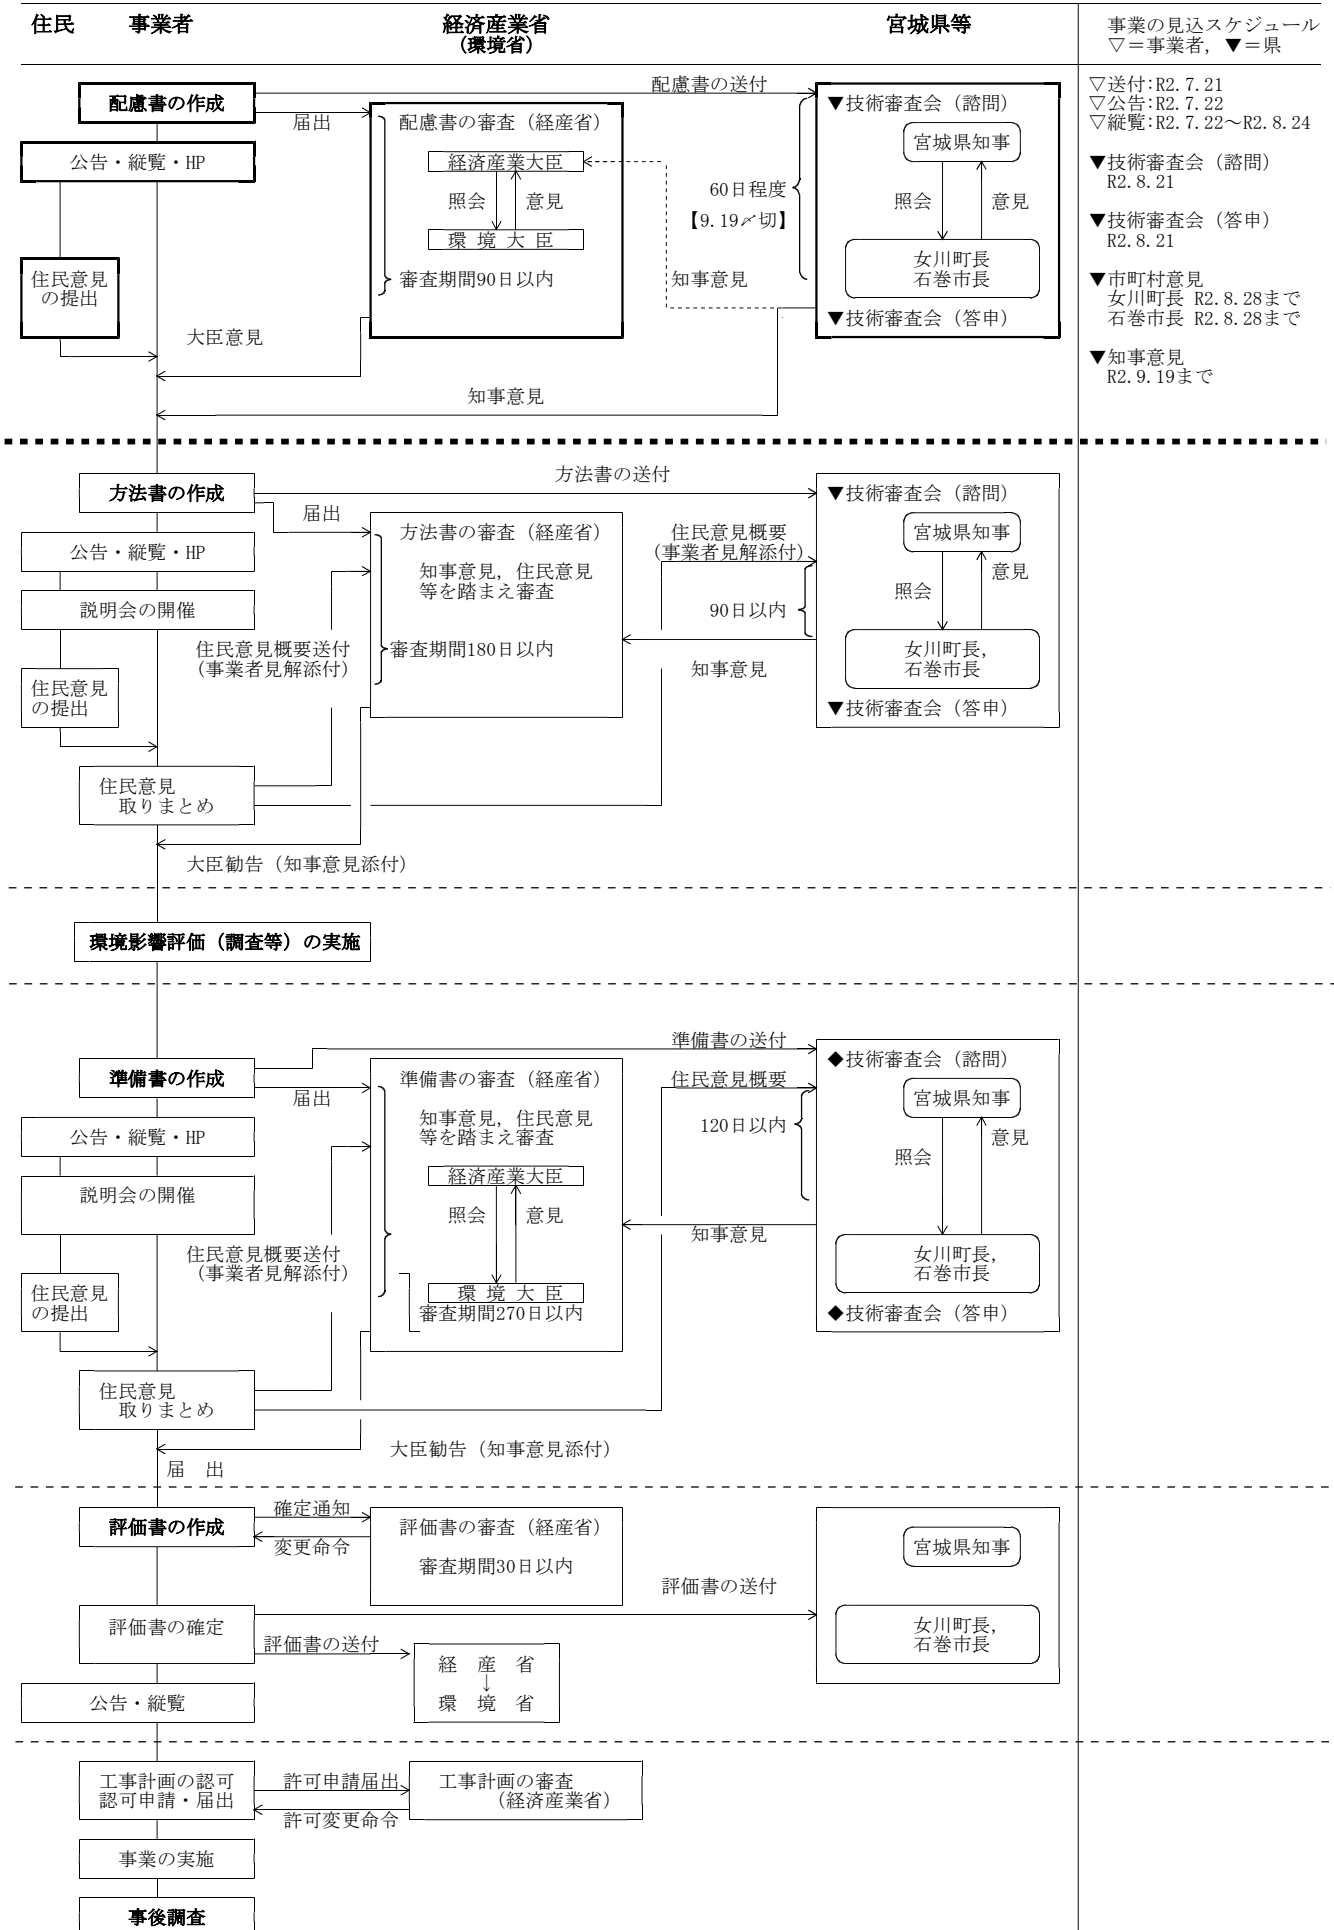 住民
事業者
経済産業省
(環境省)
宮城県等
事業の見込スケジュール
▽＝事業者，▼＝県
配慮書の作成
配慮書の送付
届出
公告・縦覧・HP
住民意見
の提出
配慮書の審査（経産省）
経済産業大臣
照会
意見
環 境 大 臣
審査期間90日以内
大臣意見
知事意見
知事意見
60日程度
【9.19〆切】
▼技術審査会（諮問）
宮城県知事
照会
意見
女川町長
石巻市長
▼技術審査会（答申）
▽送付:R2.7.21
▽公告:R2.7.22
▽縦覧:R2.7.22～R2.8.24
▼技術審査会（諮問）
R2.8.21
▼技術審査会（答申）
R2.8.21
▼市町村意見
女川町長 R2.8.28まで
石巻市長 R2.8.28まで
▼知事意見
R2.9.19まで
方法書の作成
方法書の送付
届出
公告・縦覧・HP
説明会の開催
住民意見
の提出
住民意見概要送付
(事業者見解添付)
方法書の審査（経産省）
知事意見，住民意見
等を踏まえ審査
審査期間180日以内
住民意見概要
(事業者見解添付)
90日以内
知事意見
▼技術審査会（諮問）
宮城県知事
照会
意見
女川町長，
石巻市長
▼技術審査会（答申）
住民意見
取りまとめ
大臣勧告（知事意見添付）
環境影響評価（調査等）の実施
準備書の作成
準備書の送付
届出
公告・縦覧・HP
説明会の開催
住民意見
の提出
住民意見概要送付
（事業者見解添付)
準備書の審査（経産省）
知事意見，住民意見
等を踏まえ審査
経済産業大臣
照会
意見
環 境 大 臣
審査期間270日以内
住民意見概要
120日以内
知事意見
◆技術審査会（諮問）
宮城県知事
照会
意見
女川町長，
石巻市長
◆技術審査会（答申）
住民意見
取りまとめ
大臣勧告（知事意見添付）
届　出
評価書の作成
確定通知
変更命令
評価書の審査（経産省）
審査期間30日以内
宮城県知事
評価書の送付
女川町長，
石巻市長
評価書の確定
評価書の送付
経　産　省
↓
環　境　省
公告・縦覧
工事計画の認可
認可申請・届出
許可申請届出
許可変更命令
工事計画の審査
（経済産業省）
事業の実施
事後調査